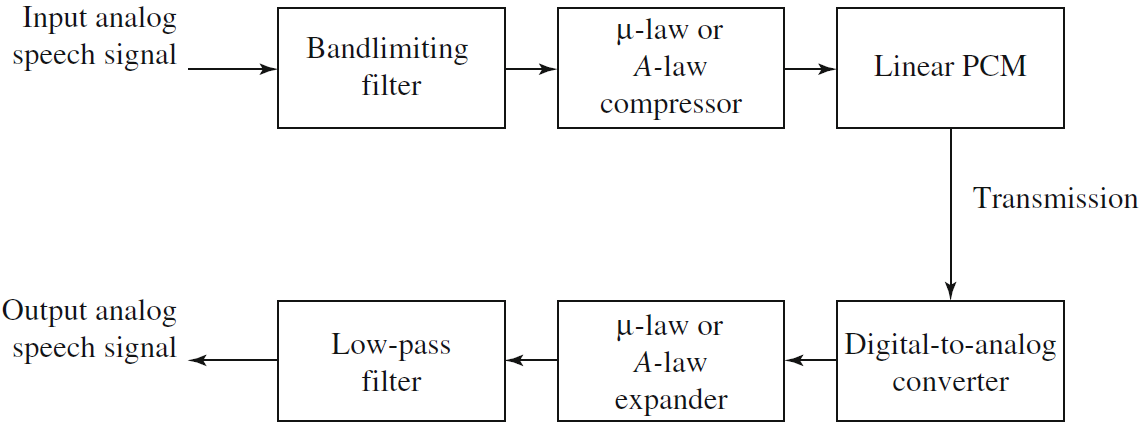 Input analog
speech signal
Bandlimiting
filter
μ-law or
A-law
compressor
Linear PCM
Transmission
Output analog
speech signal
Low-pass
filter
μ-law or
A-law
expander
Digital-to-analog
converter